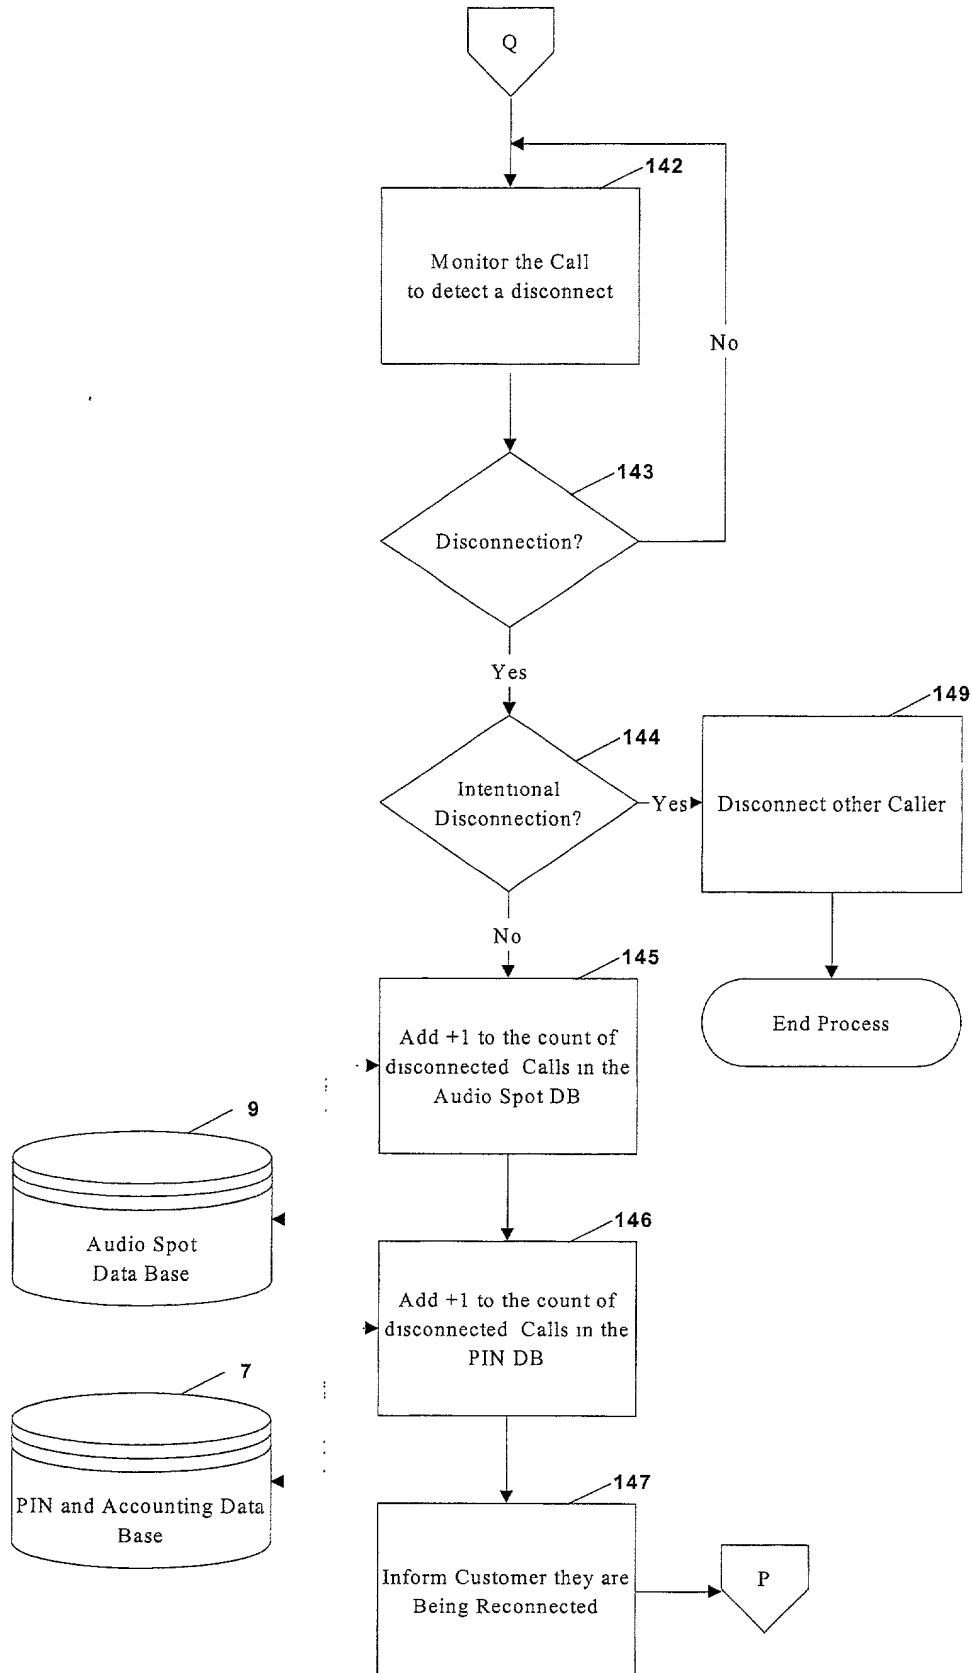 Q
142
Monitor the Call
to detect a disconnect
No
143
Disconnection?
Yes
149
144
Intentional
Disconnection?
Yes
Disconnect other Caller
No
145
End Process
Add +1 to the count of
disconnected Calls in the
Audio Spot DB
9
Audio Spot
Data Base
146
Add +1 to the count of
disconnected Calls in the
PIN DB
7
PIN and Accounting Data
Base
147
Inform Customer they are
Being Reconnected
P